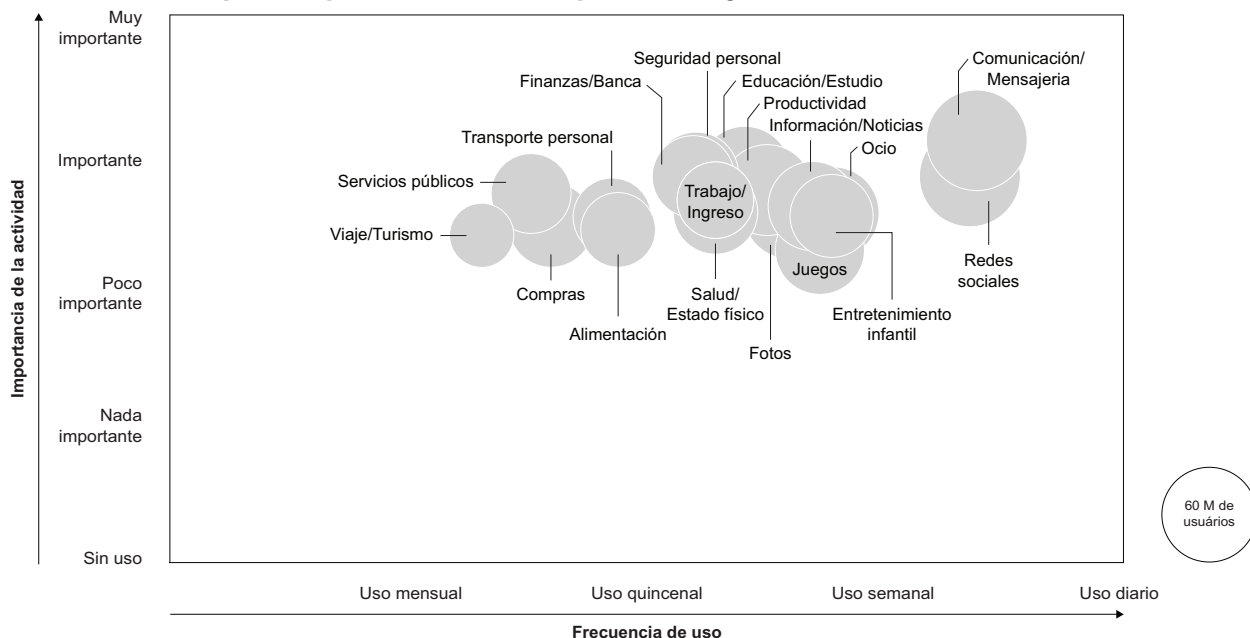 Muy
importante
Importante
Poco
importante
Nada
importante
Sin uso
Importancia de la actividad
Seguridad personal
Finanzas/Banca
Educación/Estudio
Productividad
Información/Noticias
Ocio
Comunicación/
Mensajeria
Transporte personal
Servicios públicos
Viaje/Turismo
Trabajo/
Ingreso
Compras
Alimentación
Salud/
Estado físico
Fotos
Juegos
Entretenimiento
infantil
Redes
sociales
60 M de
usuários
Uso mensual
Uso quincenal
Uso semanal
Uso diario
Frecuencia de uso